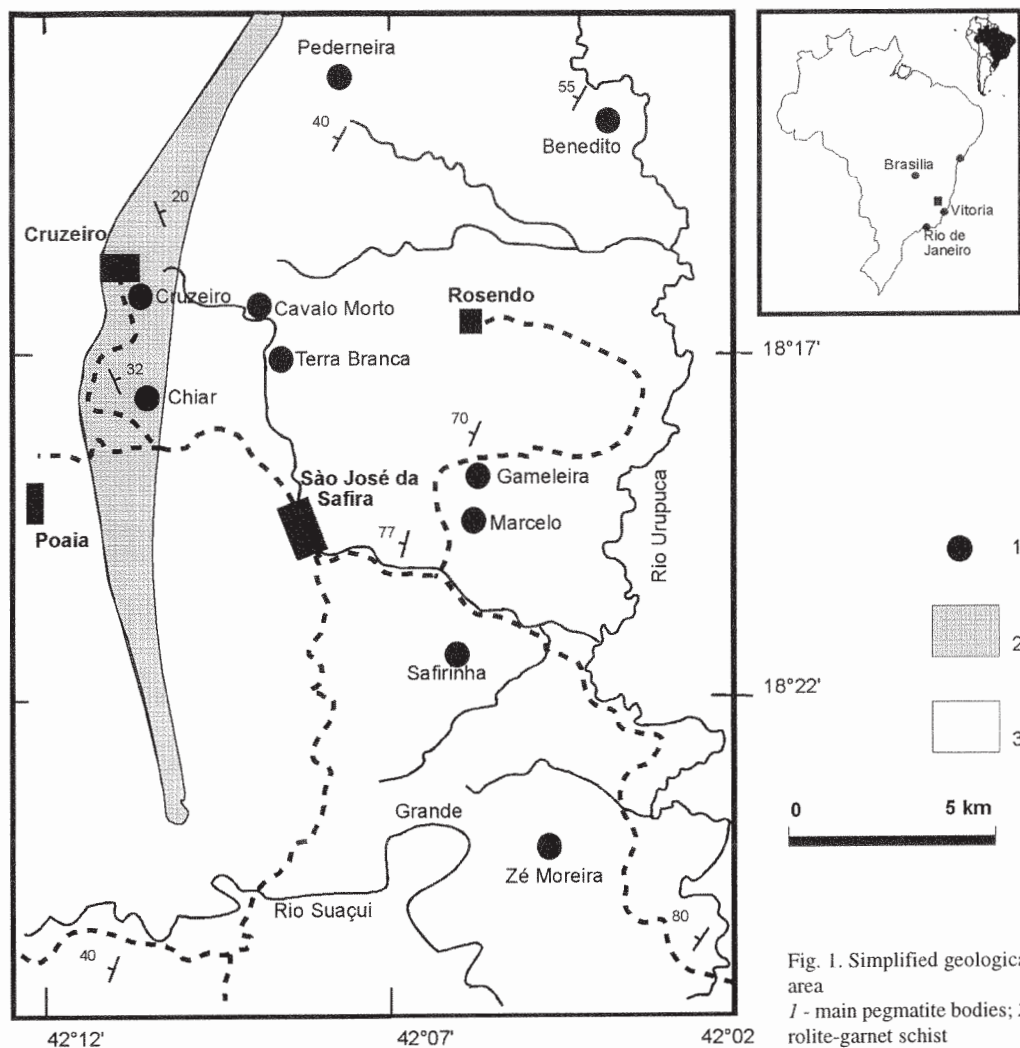 Pederneira
55
40
Benedito
20
Cruzeiro
Cruzeiro
Cavalo Morto
Rosendo
Terra Branca
32
Chiar
70
Sào José da
Safira
Gameleira
Poaia
77
Marcelo
Rio Urupuca
Safirinha
Grande
Zé Moreira
Rio Suaçui
80
40
42°12'
42°07'
42°02'
18°17'
18°22'
Brasilia
Vitoria
Rio de
Janeiro
1
2
3
0 5 km
Fig. 1. Simplified geologica
area
1 - main pegmatite bodies; 2
rolite-garnet schist